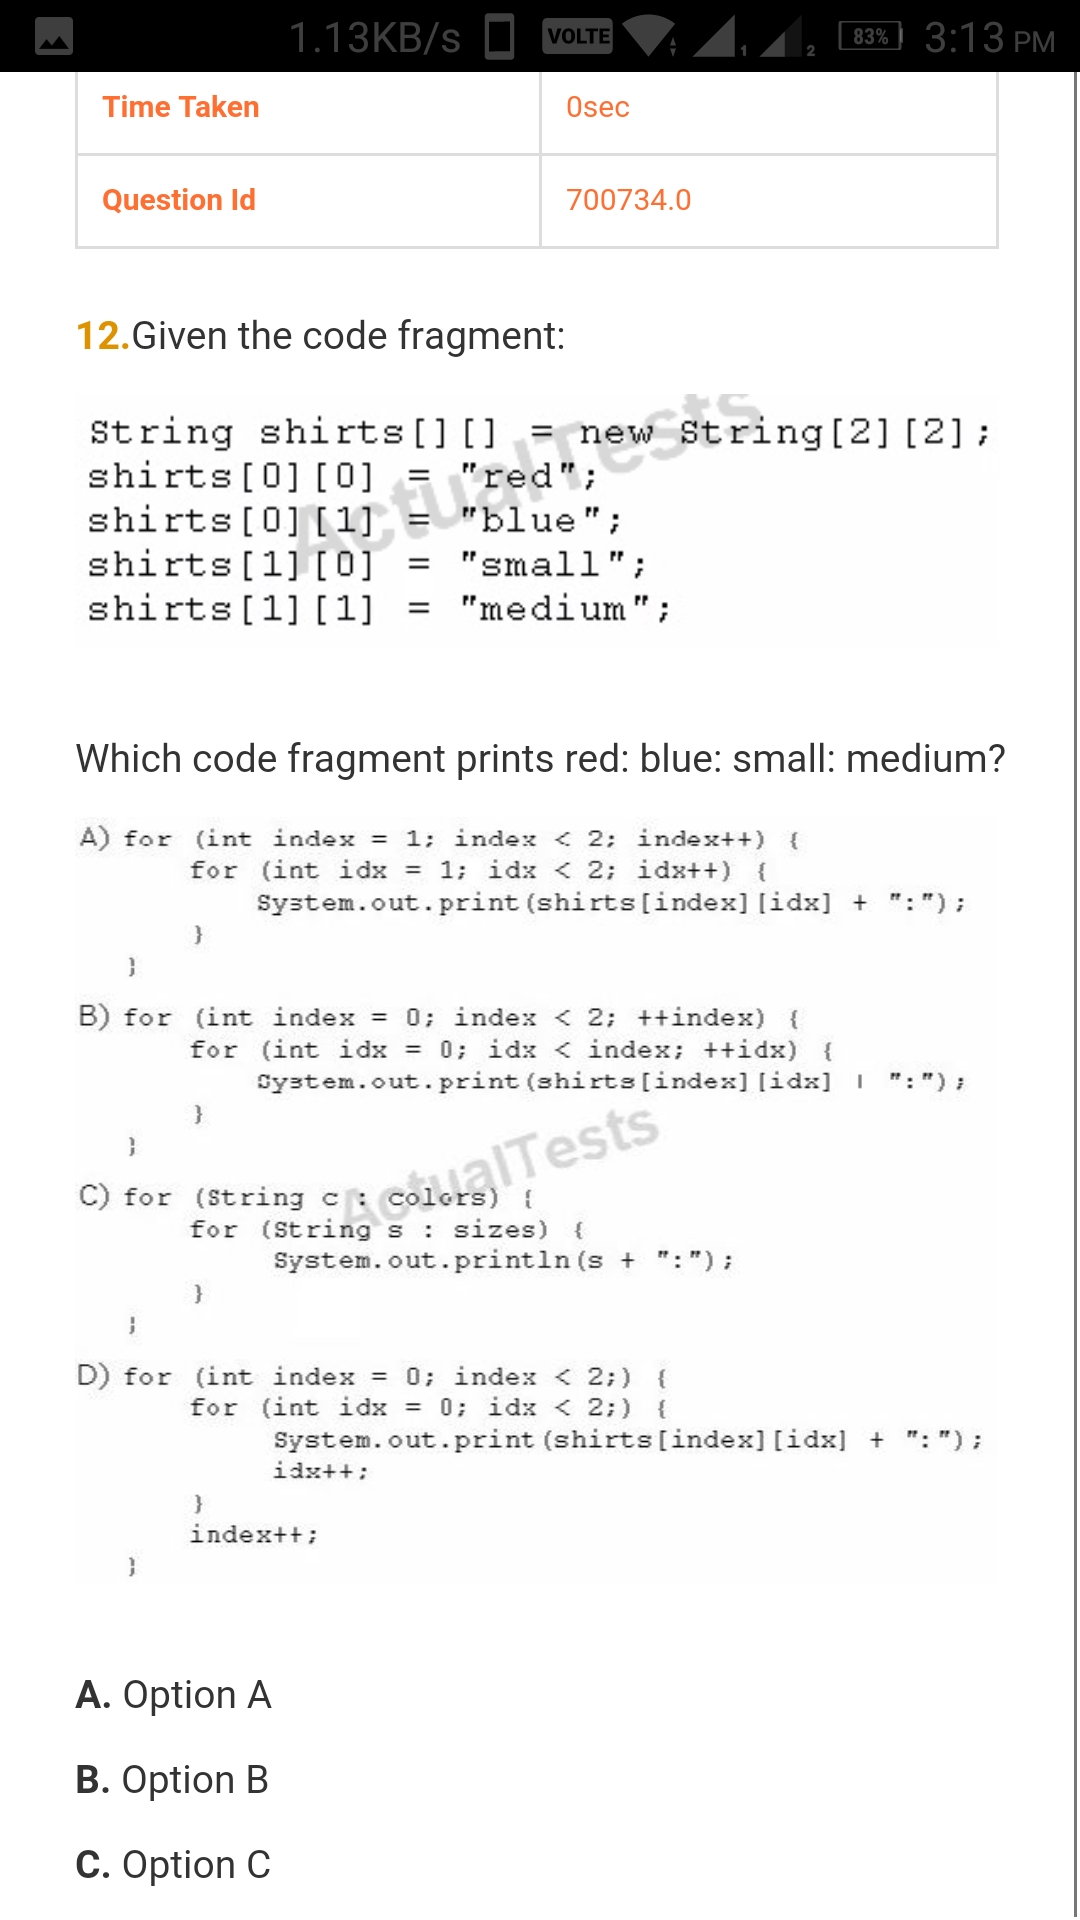 1.13KB/s VOLTE 1 2 83% 3:13 PM
Time Taken 0sec
Question Id 700734.0
12.Given the code fragment:
ActualTests
String shirts[][] = new String[2][2];
shirts[0][0] = "red";
shirts[0][1] = "blue";
shirts[1][0] = "small";
shirts[1][1] = "medium";
Which code fragment prints red: blue: small: medium?
A) for (int index = 1; index < 2; index++) {
for (int idx = 1; idx < 2; idx++) {
System.out.print(shirts[index][idx] + ":");
}
}
B) for (int index = 0; index < 2; ++index) {
for (int idx = 0; idx < index; ++idx) {
System.out.print(shirts[index][idx] + ":");
}
}
ActualTests
C) for (String c : colors) {
for (String s : sizes) {
System.out.println(s + ":");
}
}
D) for (int index = 0; index < 2;) {
for (int idx = 0; idx < 2;) {
System.out.print(shirts[index][idx] + ":");
idx++;
}
index++;
}
A. Option A
B. Option B
C. Option C